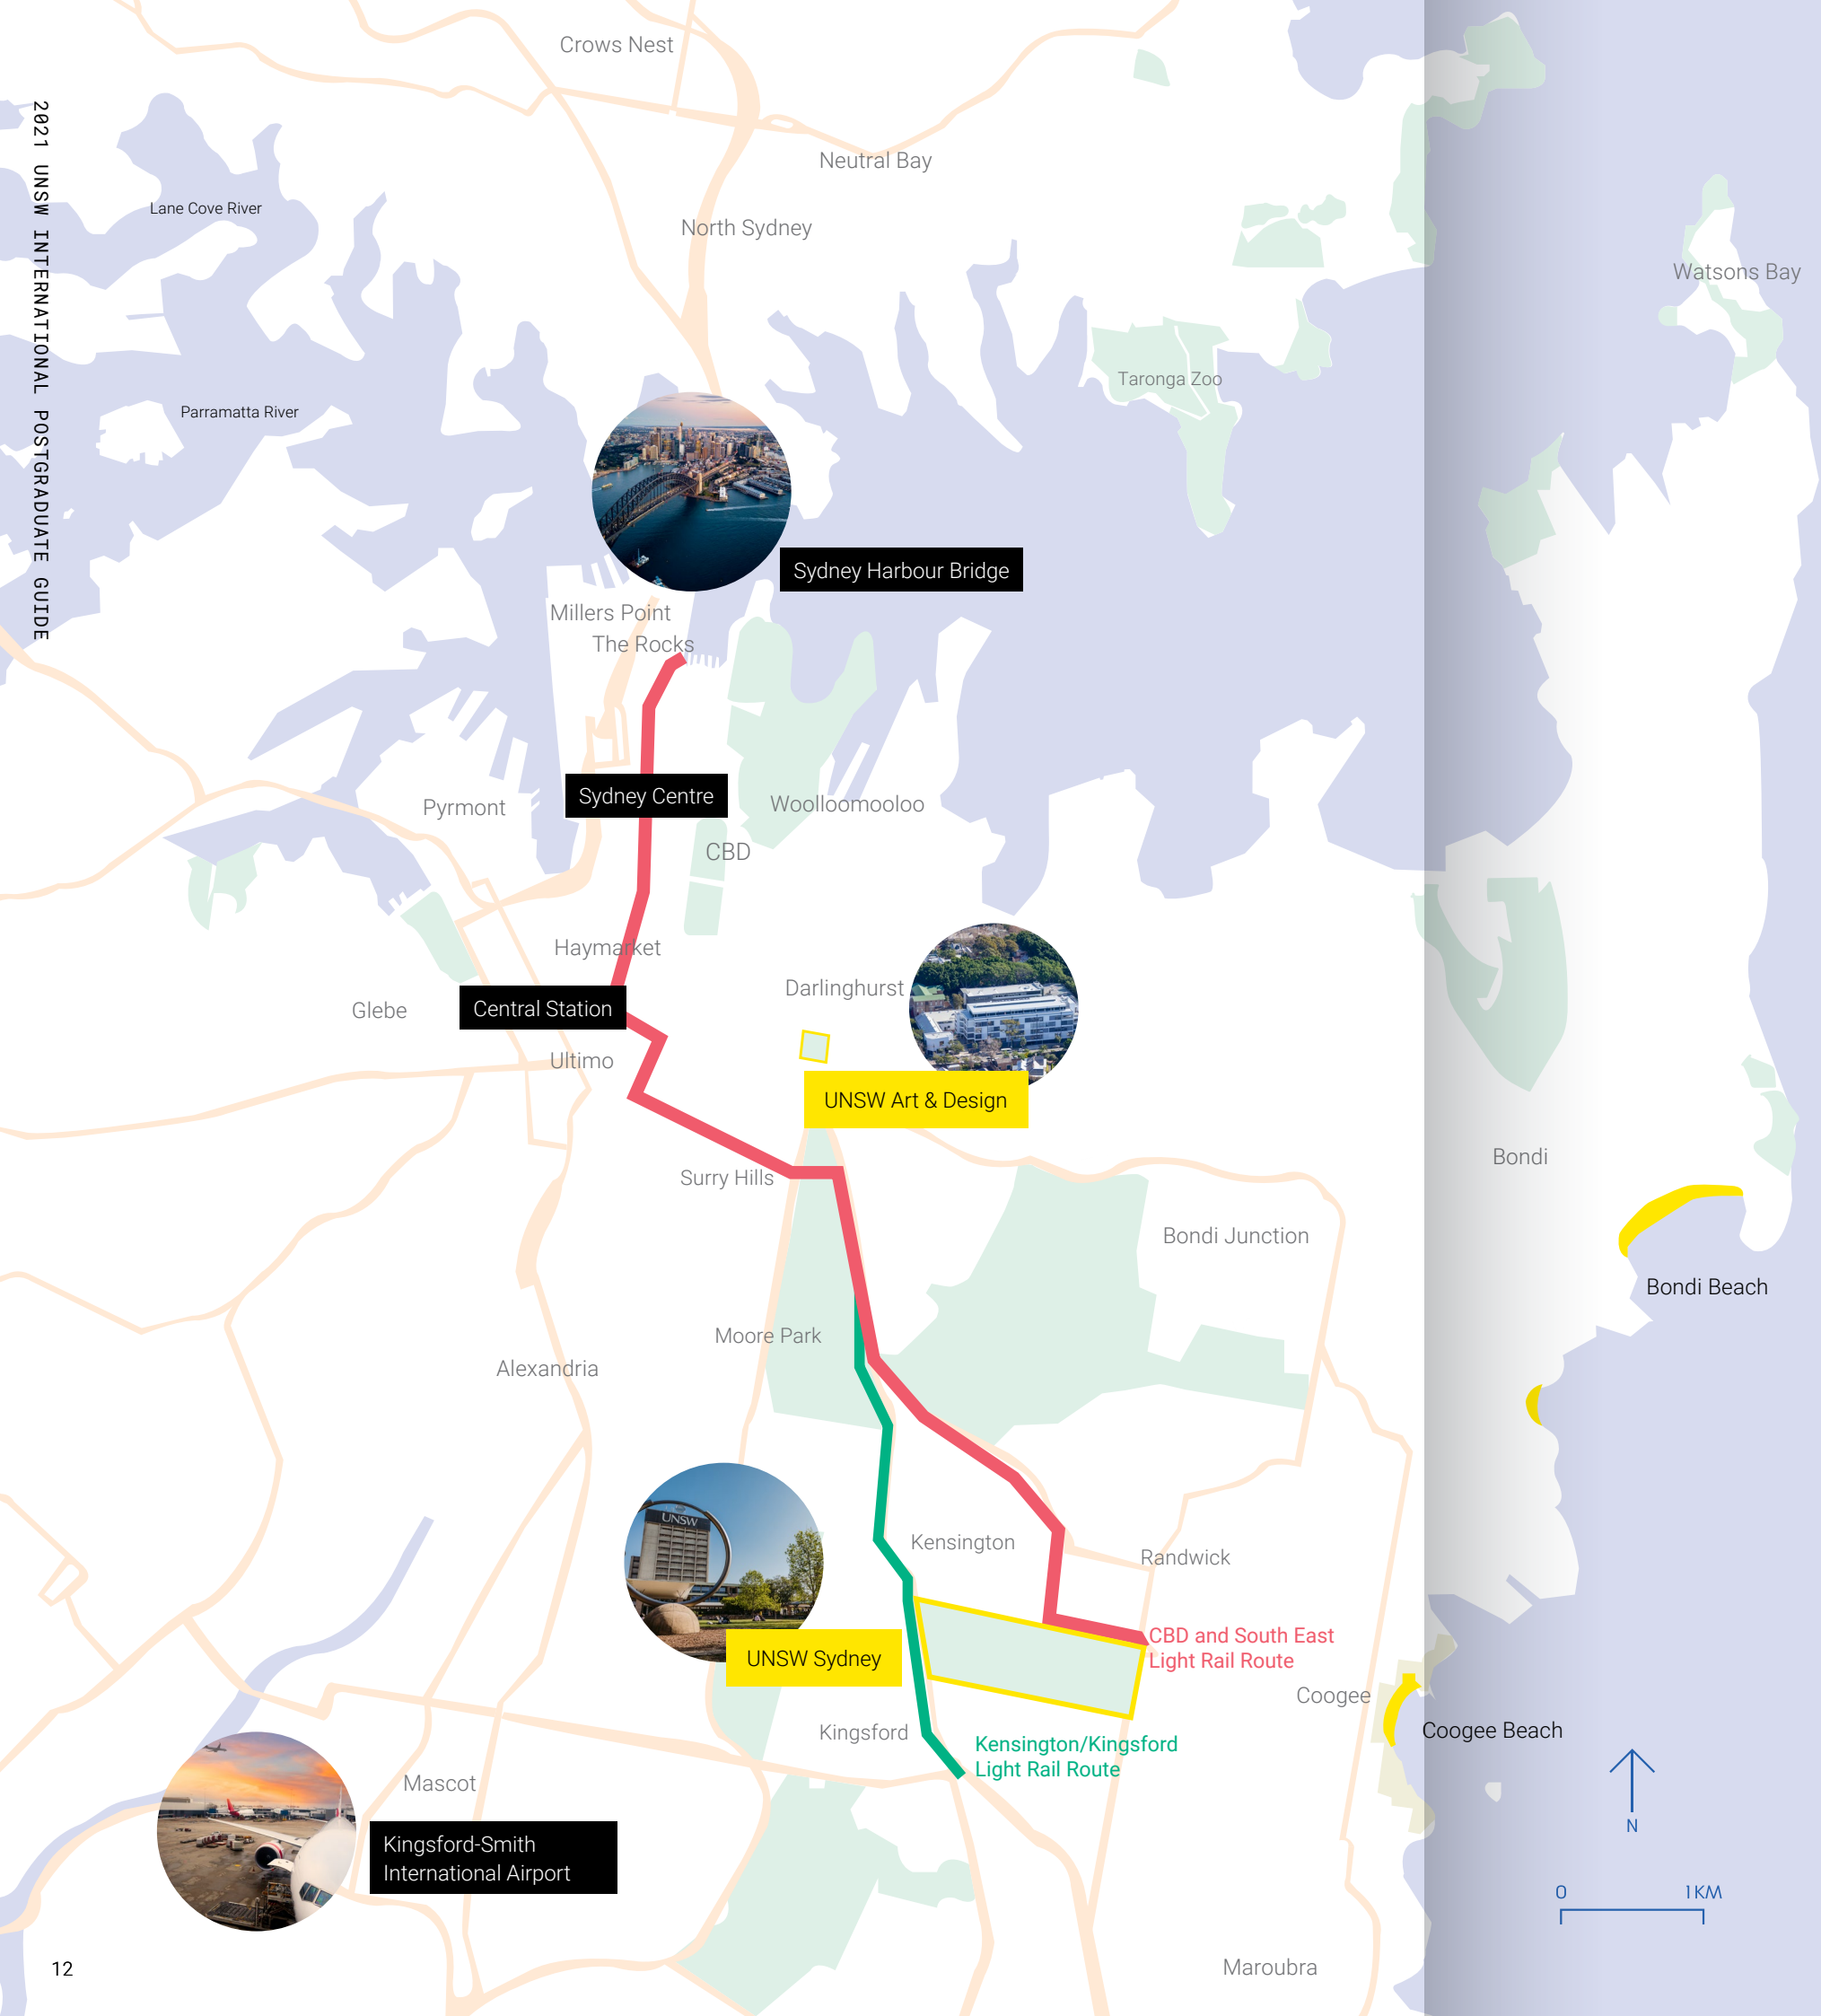 2021 UNSW INTERNATIONAL POSTGRADUATE GUIDE
Crows Nest
Neutral Bay
Lane Cove River
North Sydney
Watsons Bay
Taronga Zoo
Parramatta River
Sydney Harbour Bridge
Millers Point
The Rocks
Sydney Centre
Pyrmont
Woolloomooloo
CBD
Haymarket
Darlinghurst
Central Station
Glebe
Ultimo
UNSW Art & Design
Bondi
Surry Hills
Bondi Junction
Bondi Beach
Moore Park
Alexandria
UNSW
Kensington
Randwick
CBD and South East
Light Rail Route
UNSW Sydney
Coogee
Coogee Beach
Kingsford
Kensington/Kingsford
Light Rail Route
Mascot
N
Kingsford-Smith
International Airport
0 1KM
Maroubra
12